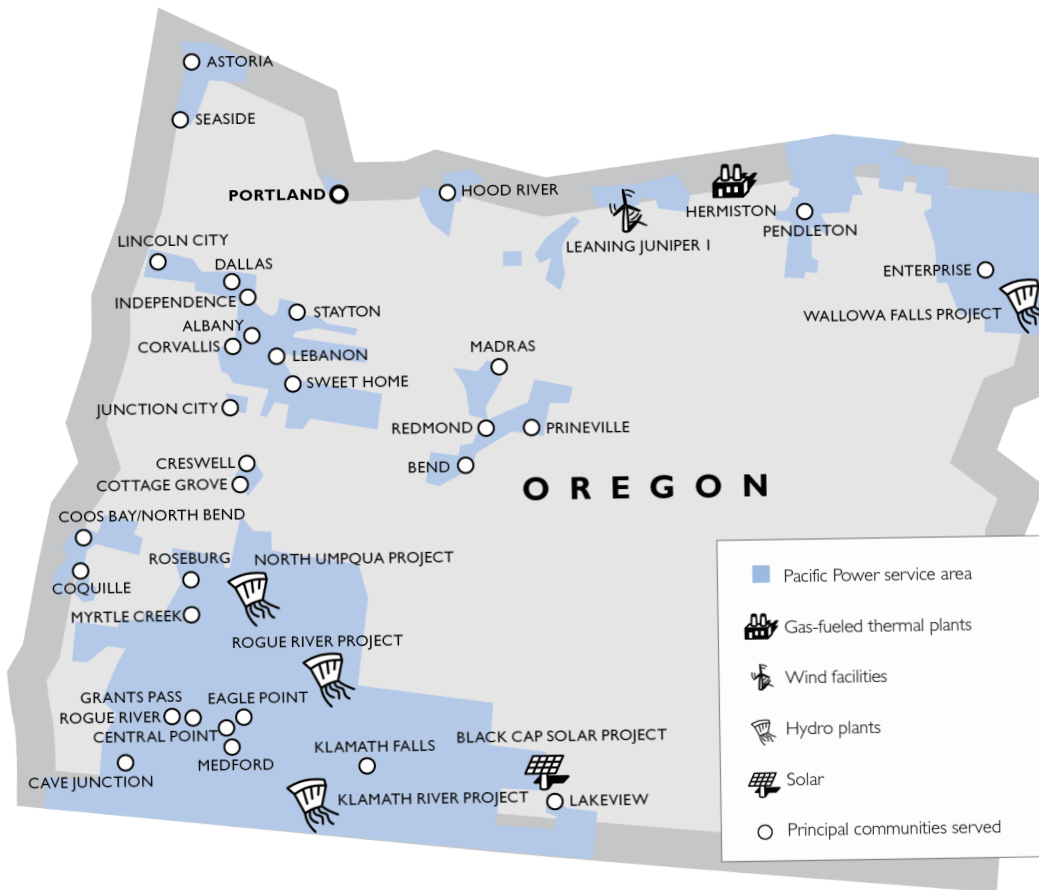 ASTORIA
SEASIDE
PORTLAND
HOOD RIVER
HERMISTON
PENDLETON
LEANING JUNIPER I
LINCOLN CITY
DALLAS
ENTERPRISE
INDEPENDENCE
STAYTON
WALLOWA FALLS PROJECT
ALBANY
CORVALLIS
LEBANON
MADRAS
SWEET HOME
JUNCTION CITY
REDMOND
PRINEVILLE
CRESWELL
BEND
COTTAGE GROVE
OREGON
COOS BAY/NORTH BEND
ROSEBURG
NORTH UMPQUA PROJECT
COQUILLE
MYRTLE CREEK
ROGUE RIVER PROJECT
GRANTS PASS
EAGLE POINT
ROGUE RIVER
CENTRAL POINT
BLACK CAP SOLAR PROJECT
KLAMATH FALLS
MEDFORD
CAVE JUNCTION
KLAMATH RIVER PROJECT
LAKEVIEW
Pacific Power service area
Gas-fueled thermal plants
Wind facilities
Hydro plants
Solar
Principal communities served